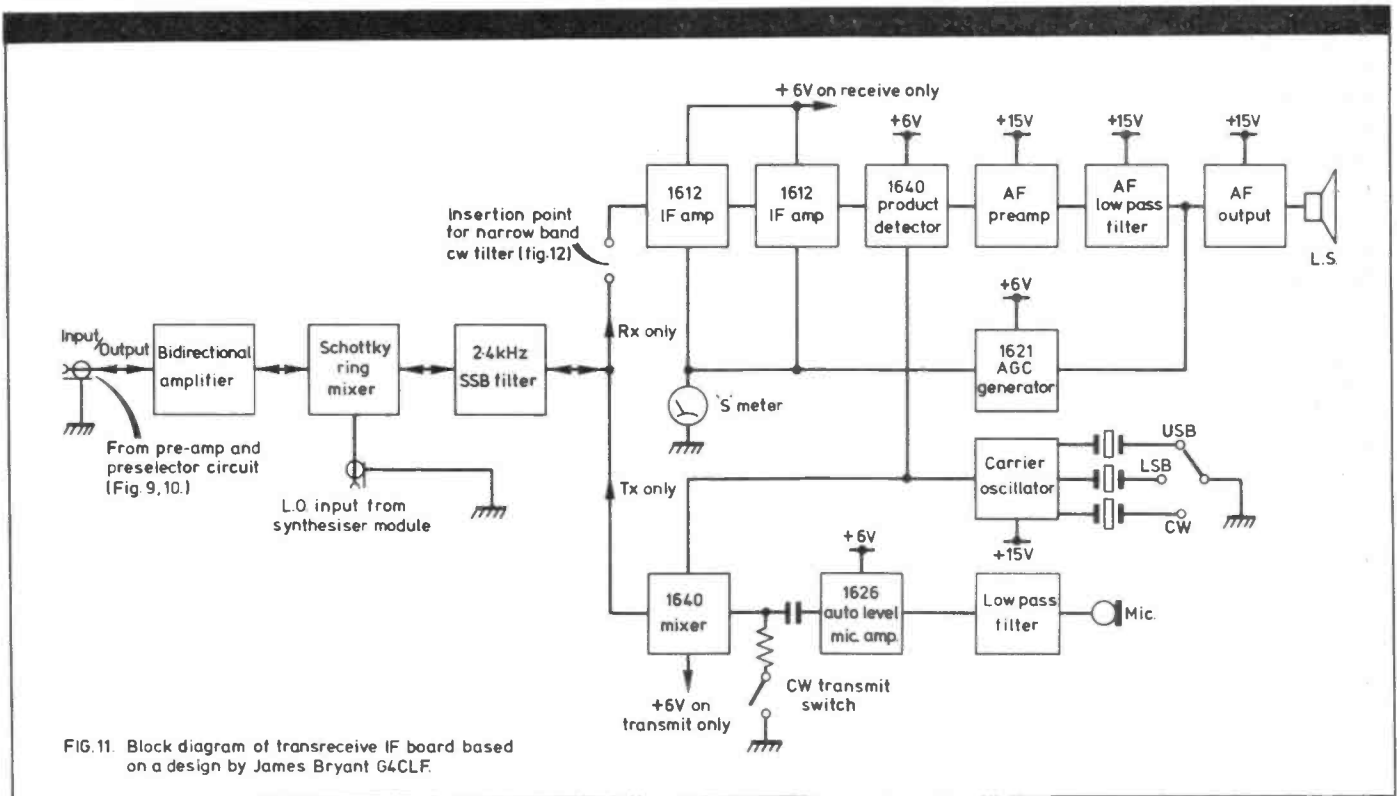 + 6V on receive only
+6V
+15V
+15V
+15V
1612
IF amp
1612
IF amp
1640
product
detector
AF
preamp
AF
low pass
filter
AF
output
L.S.
Insertion point
for narrow band
cw filter (fig.12)
Rx only
+6V
1621
AGC
generator
Input/
Output
Bidirectional
amplifier
Schottky
ring
mixer
2·4kHz
SSB filter
'S' meter
From pre-amp and
preselector circuit
(Fig. 9,10.)
L.O. input from
synthesiser module
Tx only
Carrier
oscillator
USB
LSB
CW
+15V
+6V
1640
mixer
1626
auto level
mic. amp.
Low pass
filter
Mic.
+6V on
transmit only
CW transmit
switch
FIG.11. Block diagram of transreceive IF board based
on a design by James Bryant G4CLF.